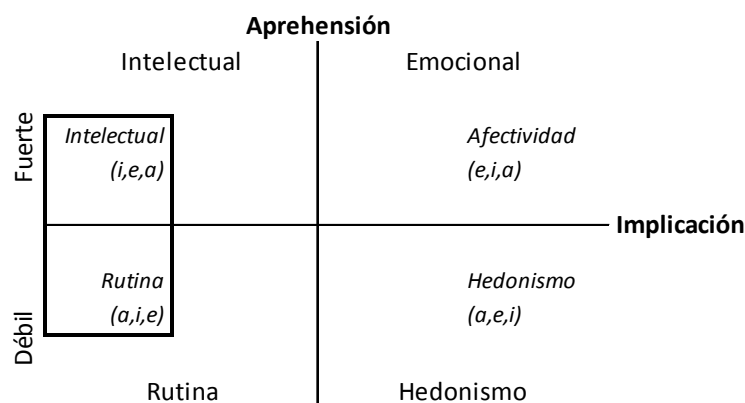 Aprehensión
Intelectual Emocional
Fuerte
Intelectual Afectividad
(i,e,a) (e,i,a)
Implicación
Débil
Rutina Hedonismo
(a,i,e) (a,e,i)
Rutina Hedonismo